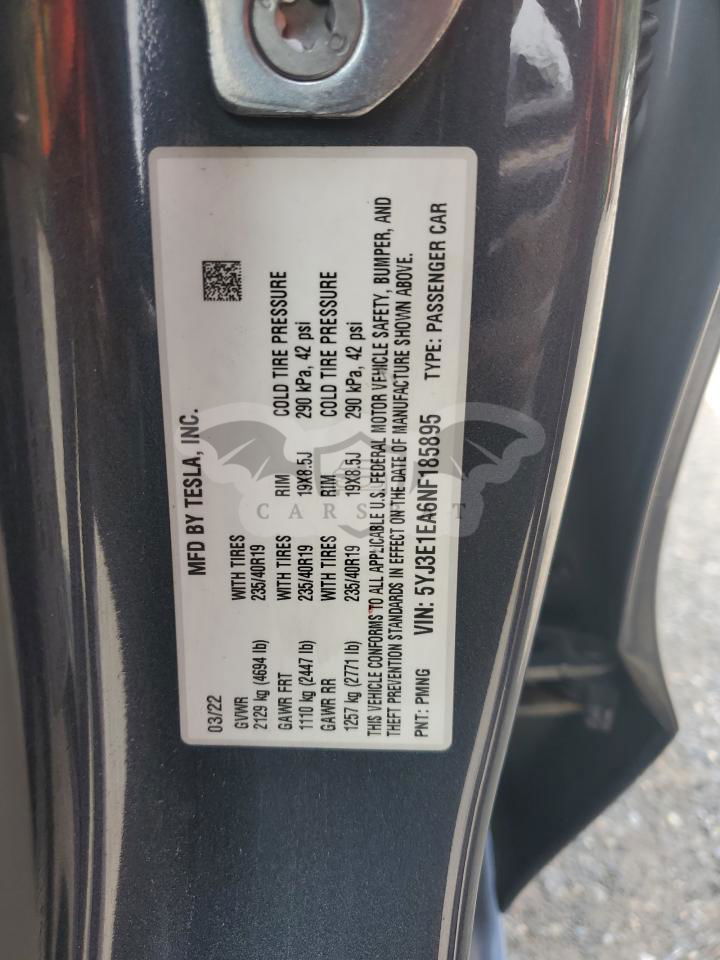 MFD BY TESLA, INC.
03/22
GVWR WITH TIRES
2129 kg (4694 lb) 235/40R19
GAWR FRT WITH TIRES RIM COLD TIRE PRESSURE
1110 kg (2447 lb) 235/40R19 19X8.5J 290 kPa, 42 psi
GAWR RR WITH TIRES RIM COLD TIRE PRESSURE
1257 kg (2771 lb) 235/40R19 19X8.5J 290 kPa, 42 psi
THIS VEHICLE CONFORMS TO ALL APPLICABLE U.S. FEDERAL MOTOR VEHICLE SAFETY, BUMPER, AND
THEFT PREVENTION STANDARDS IN EFFECT ON THE DATE OF MANUFACTURE SHOWN ABOVE.
PNT: PMNG VIN: 5YJ3E1EA6NF185895 TYPE: PASSENGER CAR